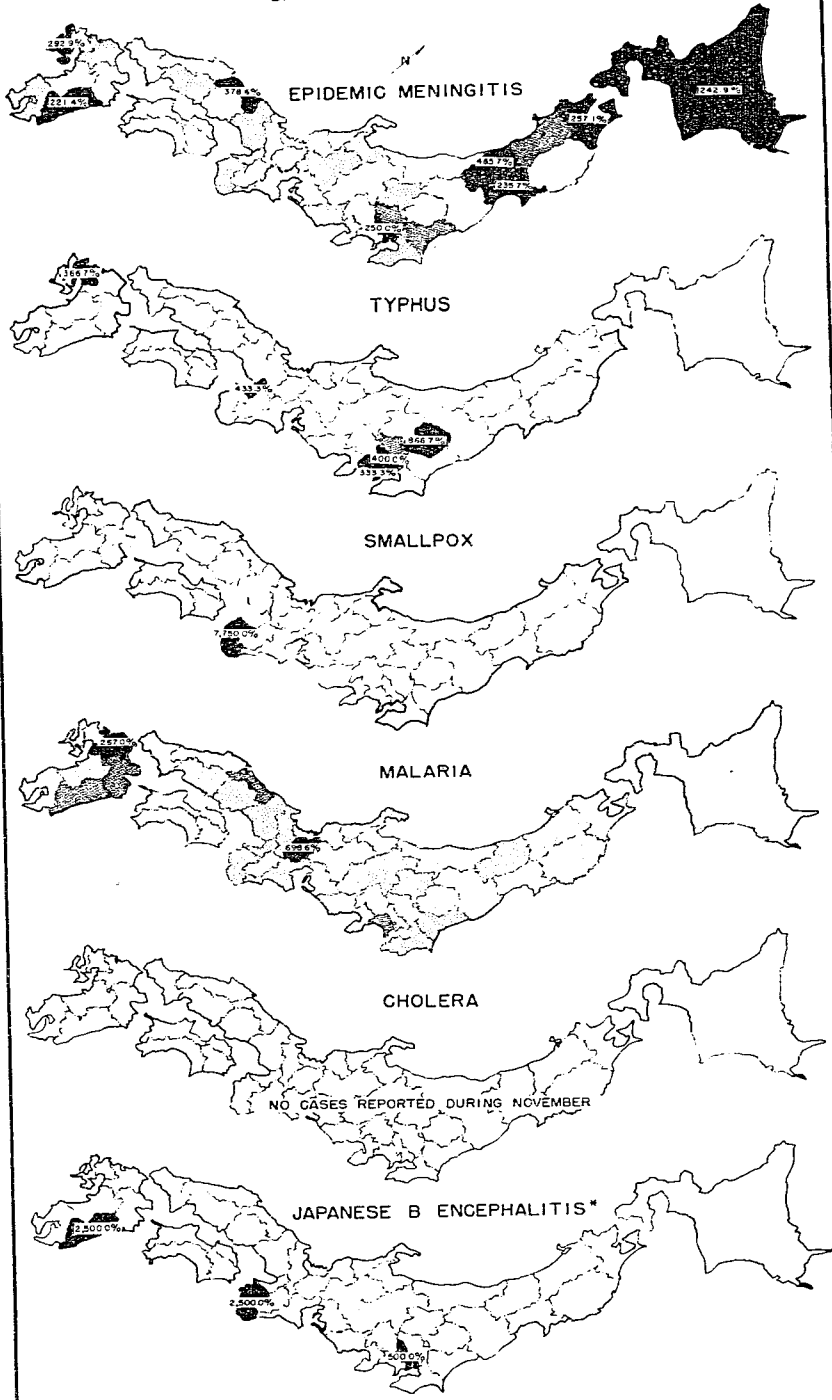 N
EPIDEMIC MENINGITIS
292.9%
221.4%
378.6%
242.9%
257.1%
485.7%
235.7%
250.0%
TYPHUS
366.7%
433.3%
866.7%
400.0%
333.3%
SMALLPOX
7,750.0%
MALARIA
257.0%
698.6%
CHOLERA
NO CASES REPORTED DURING NOVEMBER
JAPANESE B ENCEPHALITIS*
2,500.0%
2,500.0%
500.0%